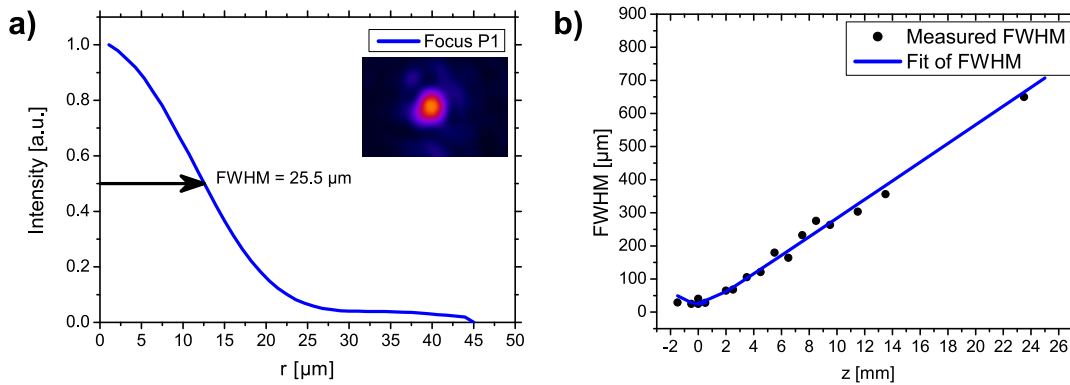 a)
Focus P1
1.0
0.8
0.6
0.4
0.2
0.0
Intensity [a.u.]
FWHM = 25.5 µm
0 5 10 15 20 25 30 35 40 45 50
r [µm]
b)
Measured FWHM
Fit of FWHM
900
800
700
600
500
400
300
200
100
0
FWHM [µm]
-2 0 2 4 6 8 10 12 14 16 18 20 22 24 26
z [mm]